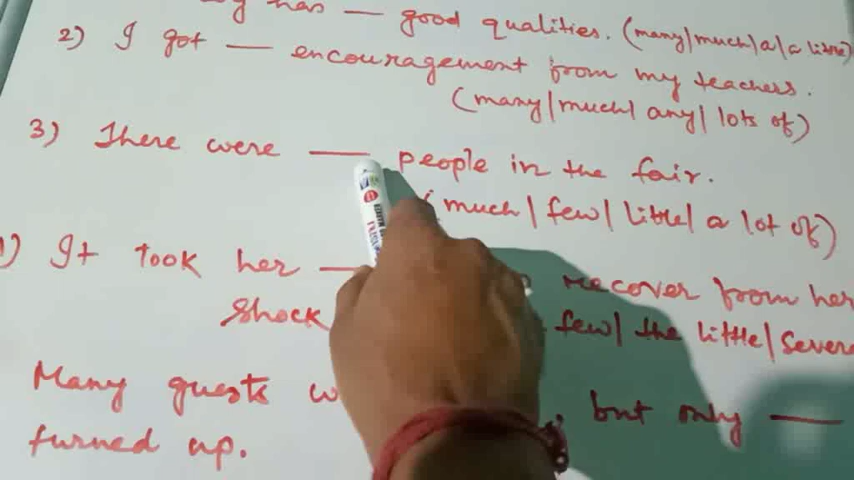 has — good qualities. (many/much/a/a little)
2) I got — encouragement from my teachers.
(many/much/any/lots of)
3) There were — people in the fair.
(much/few/little/a lot of)
It took her — recover from her
shock few/the little/
Many guests but only —
turned up.